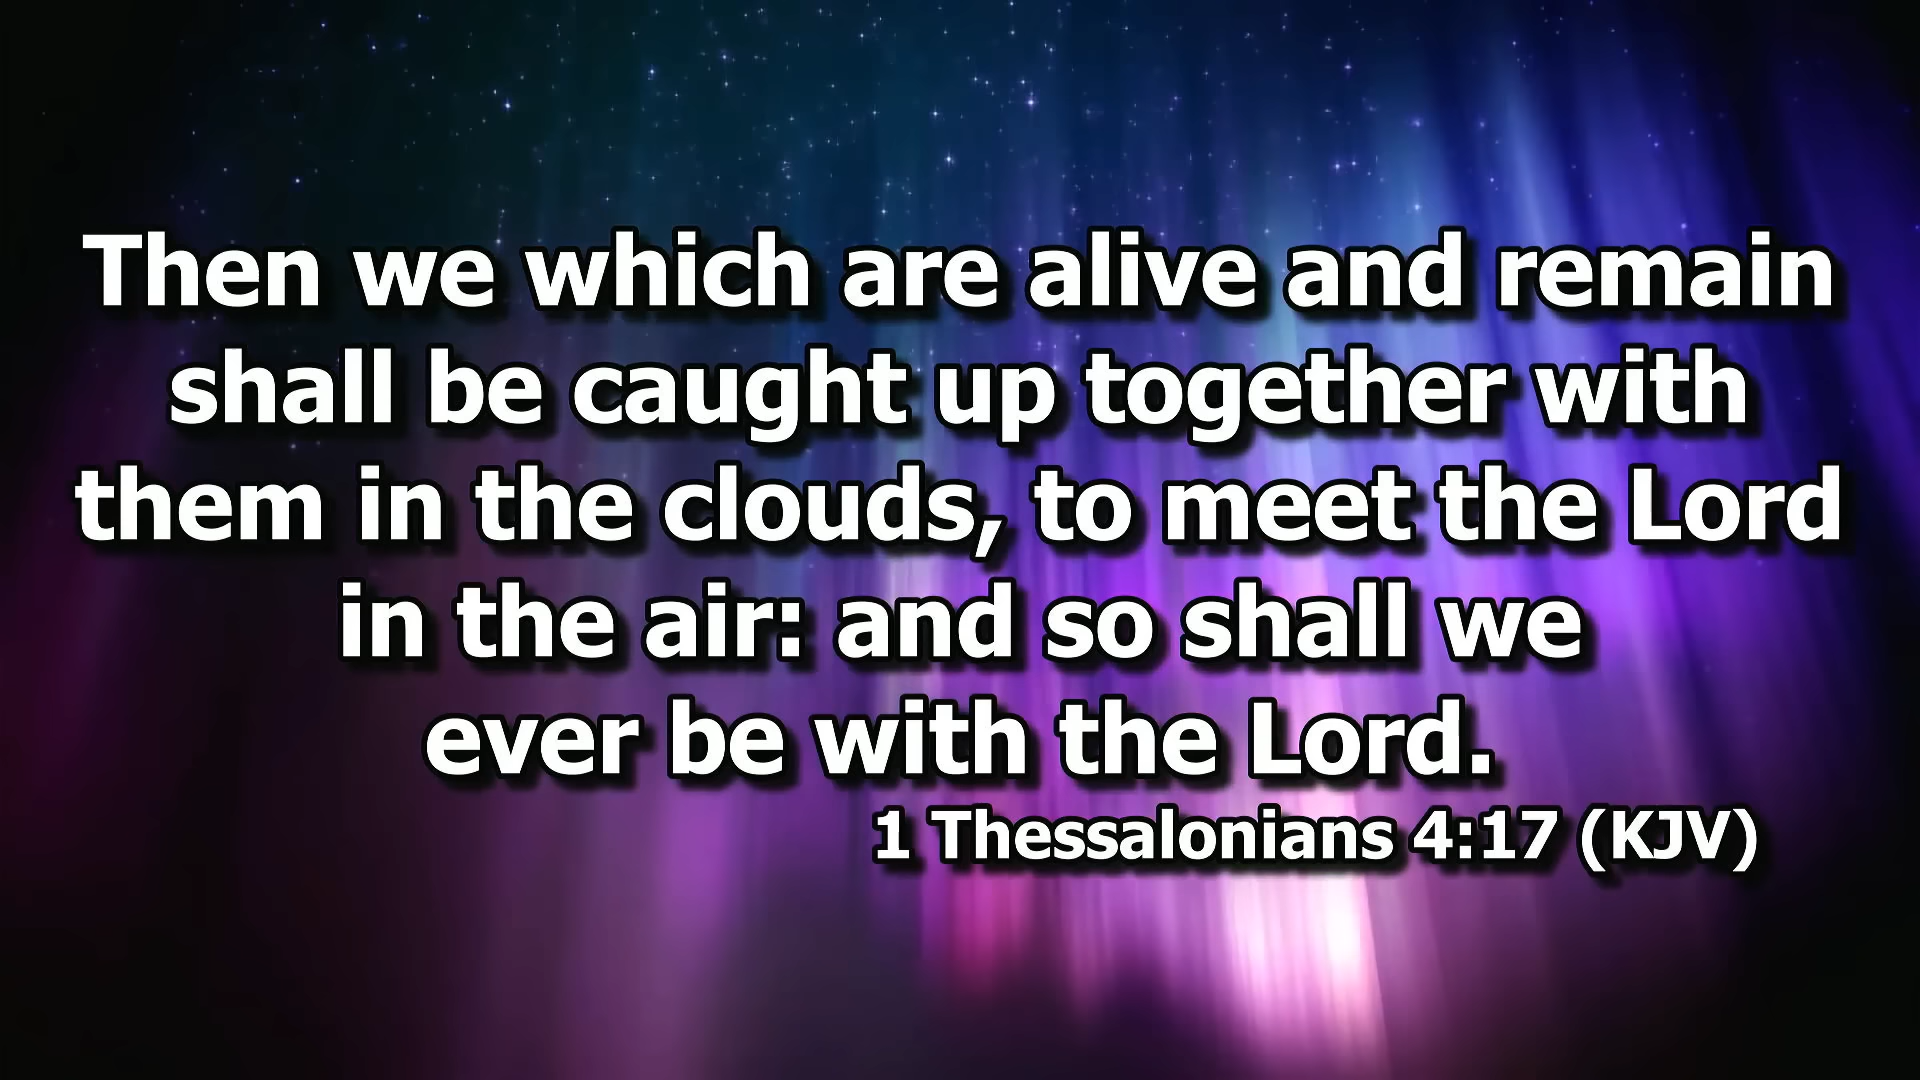 Then we which are alive and remain
shall be caught up together with
them in the clouds, to meet the Lord
in the air: and so shall we
ever be with the Lord.
1 Thessalonians 4:17 (KJV)